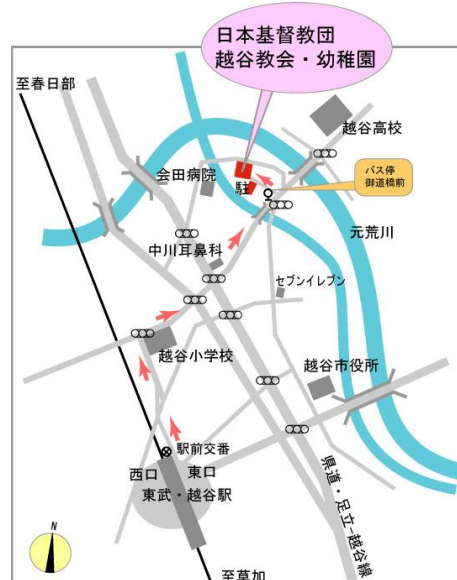 日本基督教団
越谷教会・幼稚園
至春日部
越谷高校
会田病院
駐
バス停
御道橋前
元荒川
中川耳鼻科
セブンイレブン
越谷小学校
越谷市役所
駅前交番
西口
東口
東武・越谷駅
県道・足立-越谷線
N
至草加